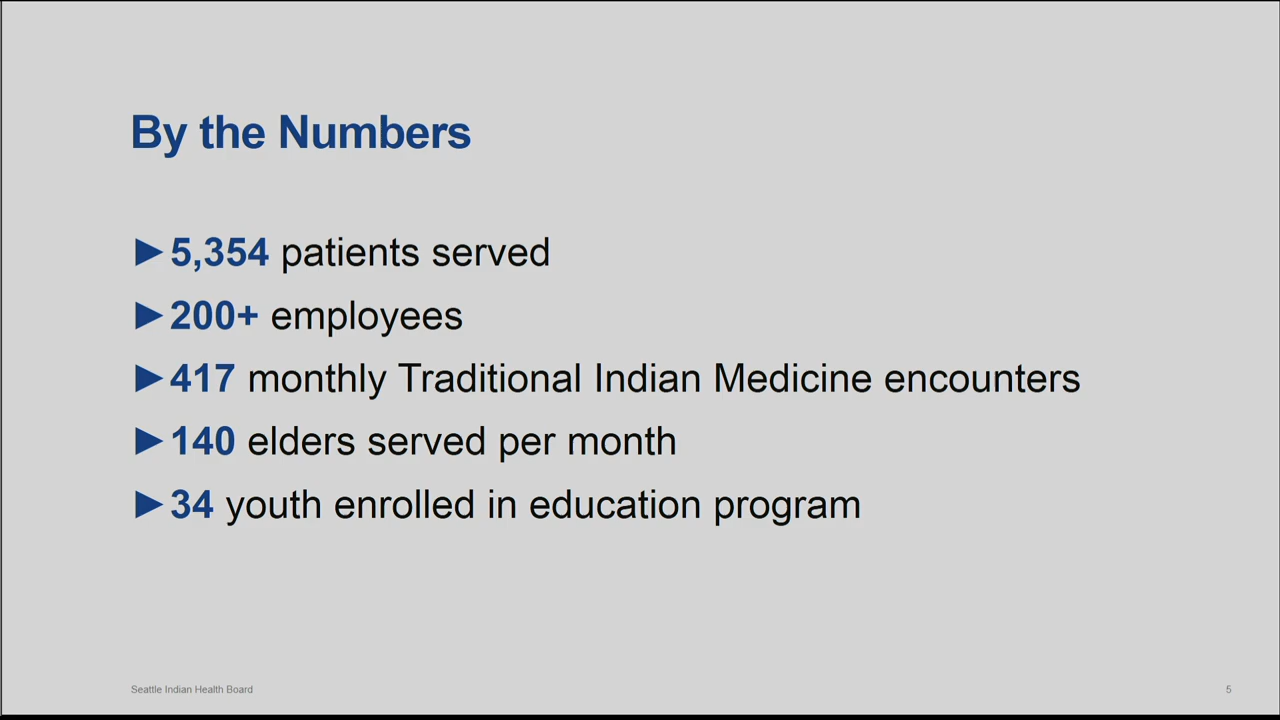 By the Numbers
►5,354 patients served
►200+ employees
►417 monthly Traditional Indian Medicine encounters
►140 elders served per month
►34 youth enrolled in education program
Seattle Indian Health Board
5